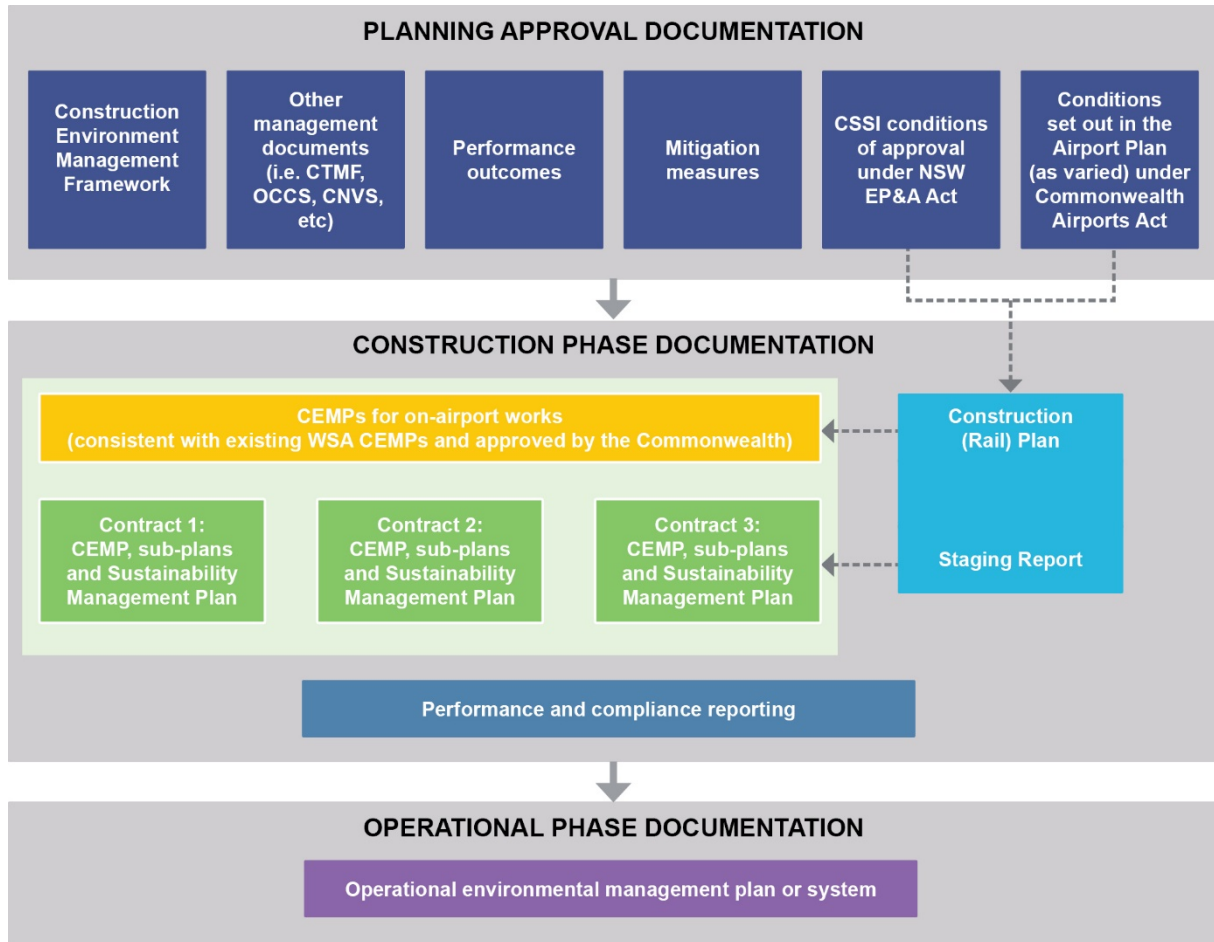 PLANNING APPROVAL DOCUMENTATION
Construction
Environment
Management
Framework
Other
management
documents
(i.e. CTMF,
OCCS, CNVS,
etc)
Performance
outcomes
Mitigation
measures
CSSI conditions
of approval
under NSW
EP&A Act
Conditions
set out in the
Airport Plan
(as varied) under
Commonwealth
Airports Act
CONSTRUCTION PHASE DOCUMENTATION
CEMPs for on-airport works
(consistent with existing WSA CEMPs and approved by the Commonwealth)
Construction
(Rail) Plan
Contract 1:
CEMP, sub-plans
and Sustainability
Management Plan
Contract 2:
CEMP, sub-plans
and Sustainability
Management Plan
Contract 3:
CEMP, sub-plans
and Sustainability
Management Plan
Staging Report
Performance and compliance reporting
OPERATIONAL PHASE DOCUMENTATION
Operational environmental management plan or system